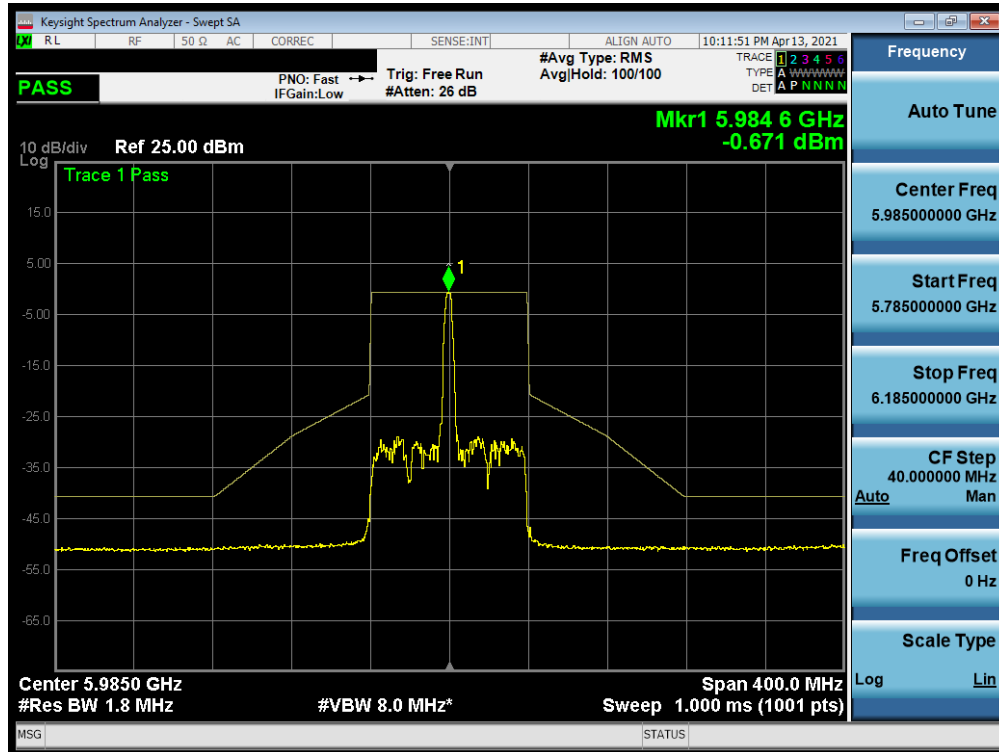 Keysight Spectrum Analyzer - Swept SA
LXI RL RF 50 Ω AC CORREC SENSE:INT ALIGN AUTO 10:11:51 PM Apr 13, 2021
PASS
PNO: Fast
IFGain:Low
Trig: Free Run
#Atten: 26 dB
#Avg Type: RMS
Avg|Hold: 100/100
TRACE 1 2 3 4 5 6
TYPE A WWWWW
DET A P N N N N
Mkr1 5.984 6 GHz
-0.671 dBm
10 dB/div Ref 25.00 dBm
Log
Trace 1 Pass
15.0
5.00
-5.00
-15.0
-25.0
-35.0
-45.0
-55.0
-65.0
1
Center 5.9850 GHz Span 400.0 MHz
#Res BW 1.8 MHz #VBW 8.0 MHz* Sweep 1.000 ms (1001 pts)
MSG STATUS
Frequency
Auto Tune
Center Freq
5.985000000 GHz
Start Freq
5.785000000 GHz
Stop Freq
6.185000000 GHz
CF Step
40.000000 MHz
Auto Man
Freq Offset
0 Hz
Scale Type
Log Lin